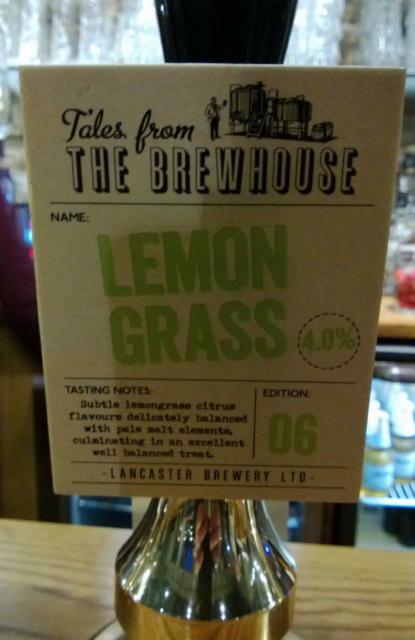 Tales from
THE BREWHOUSE
NAME:
LEMON
GRASS
4.0%
TASTING NOTES:
Subtle lemongrass citrus
flavours delicately balanced
with pale malt elements,
culminating in an excellent
well balanced treat.
EDITION:
06
-LANCASTER BREWERY LTD-